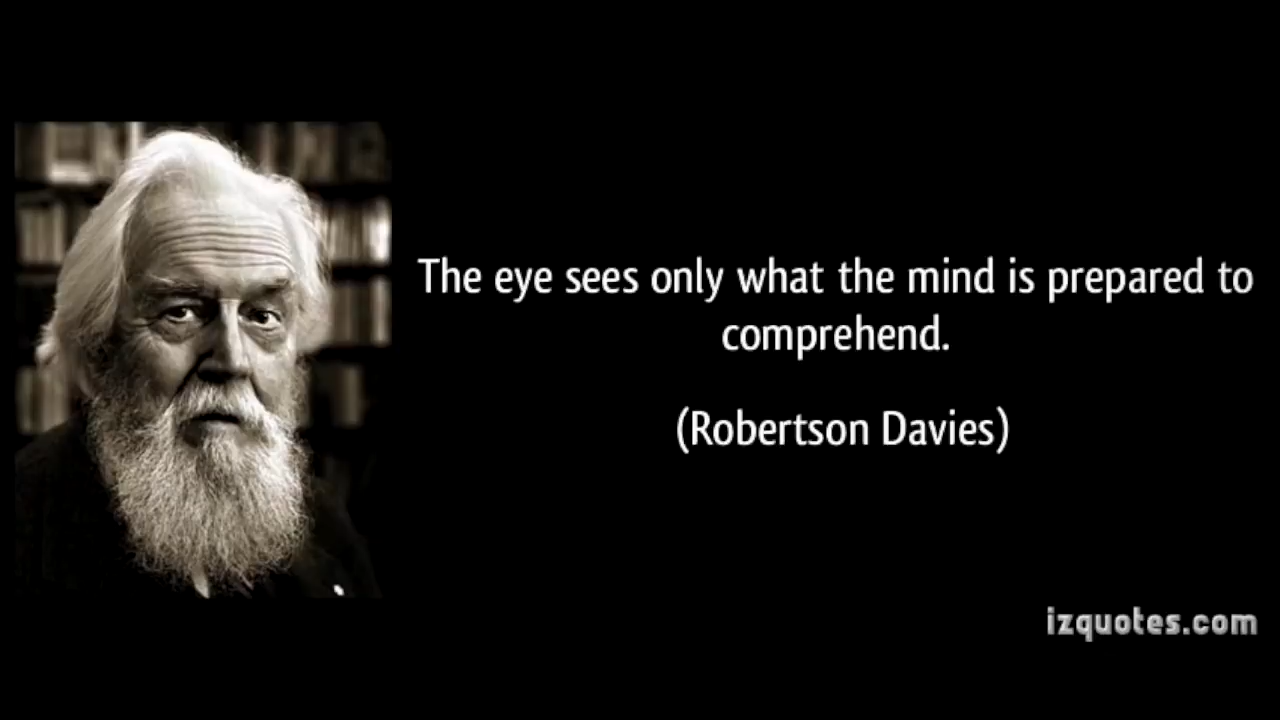 The eye sees only what the mind is prepared to
comprehend.
(Robertson Davies)
izquotes.com